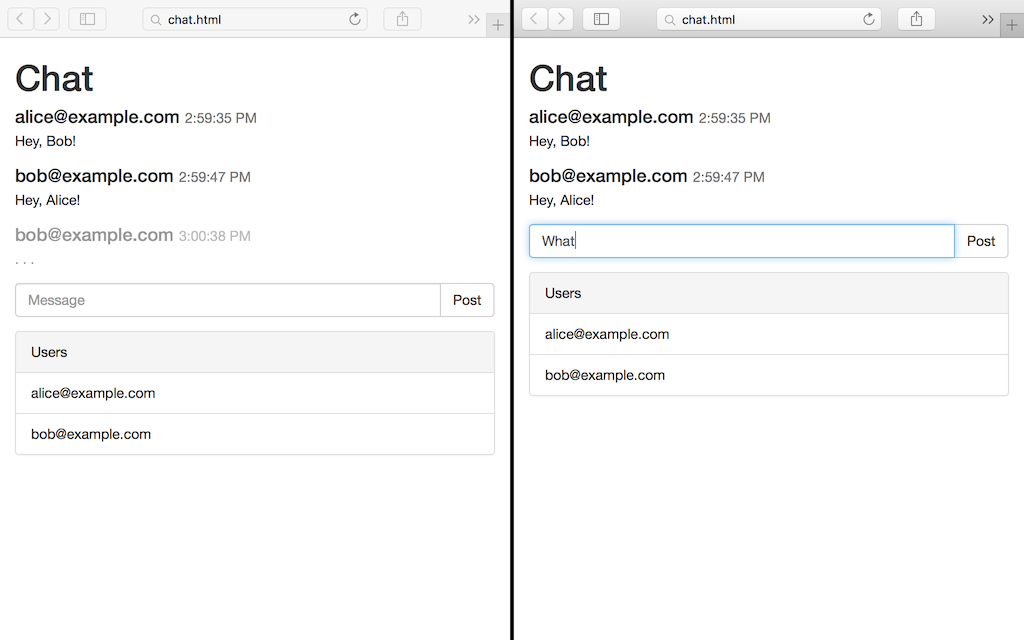 chat.html
Chat
alice@example.com 2:59:35 PM
Hey, Bob!
bob@example.com 2:59:47 PM
Hey, Alice!
bob@example.com 3:00:38 PM
. . .
Message
Post
Users
alice@example.com
bob@example.com
chat.html
Chat
alice@example.com 2:59:35 PM
Hey, Bob!
bob@example.com 2:59:47 PM
Hey, Alice!
What
Post
Users
alice@example.com
bob@example.com